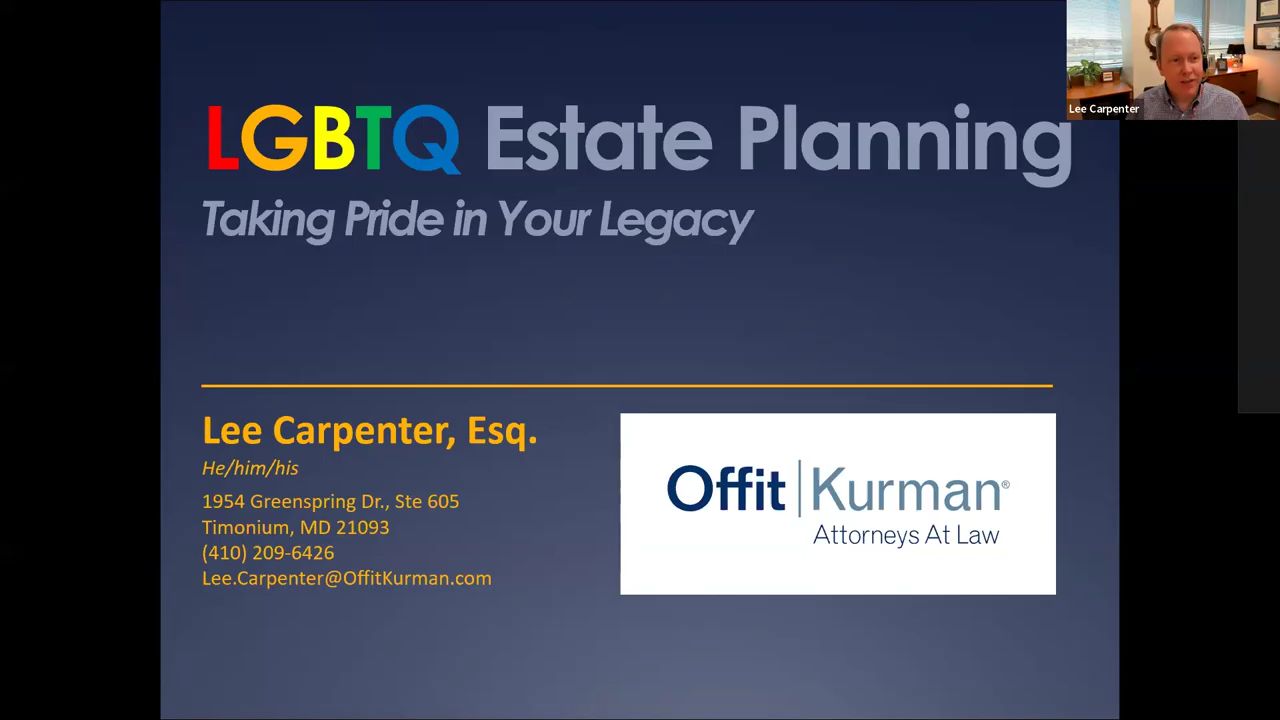 LGBTQ Estate Planning
Taking Pride in Your Legacy
Lee Carpenter
Lee Carpenter, Esq.
He/him/his
1954 Greenspring Dr., Ste 605
Timonium, MD 21093
(410) 209-6426
Lee.Carpenter@OffitKurman.com
Offit | Kurman®
Attorneys At Law